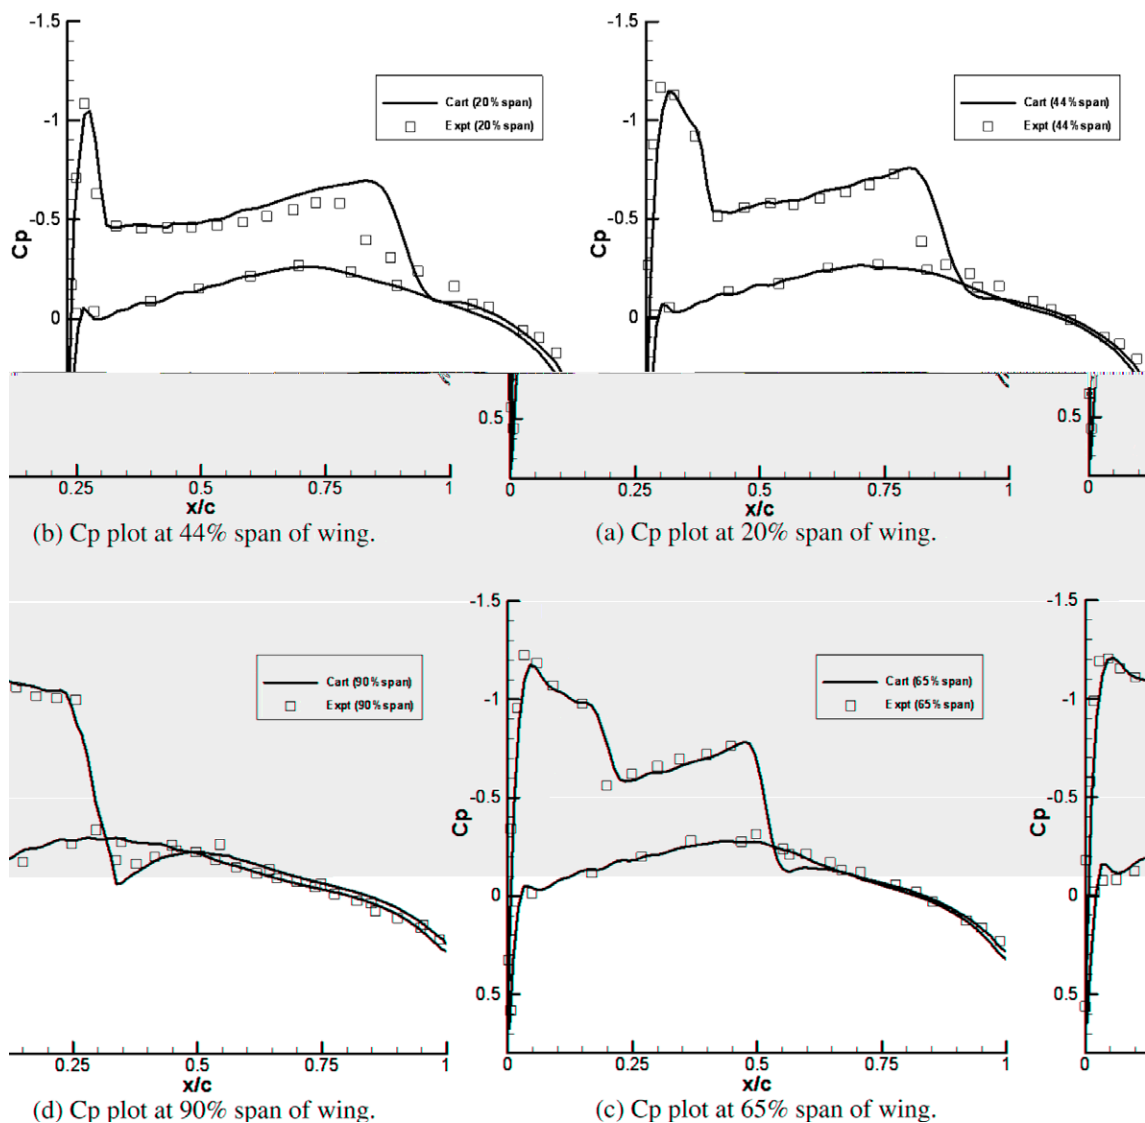 -1.5
-1.5
Cart (20% span)
Expt (20% span)
Cart (44% span)
Expt (44% span)
-1
-1
-0.5
-0.5
Cp
Cp
0
0
0.5
0.5
0.25
0.5
0.75
1
0
0.25
0.5
0.75
1
0
x/c
x/c
(b) Cp plot at 44% span of wing.
(a) Cp plot at 20% span of wing.
-1.5
-1.5
Cart (90% span)
Expt (90% span)
Cart (65% span)
Expt (65% span)
-1
-1
-0.5
-0.5
Cp
Cp
0
0
0.5
0.5
0.25
0.5
0.75
1
0
0.25
0.5
0.75
1
0
x/c
x/c
(d) Cp plot at 90% span of wing.
(c) Cp plot at 65% span of wing.